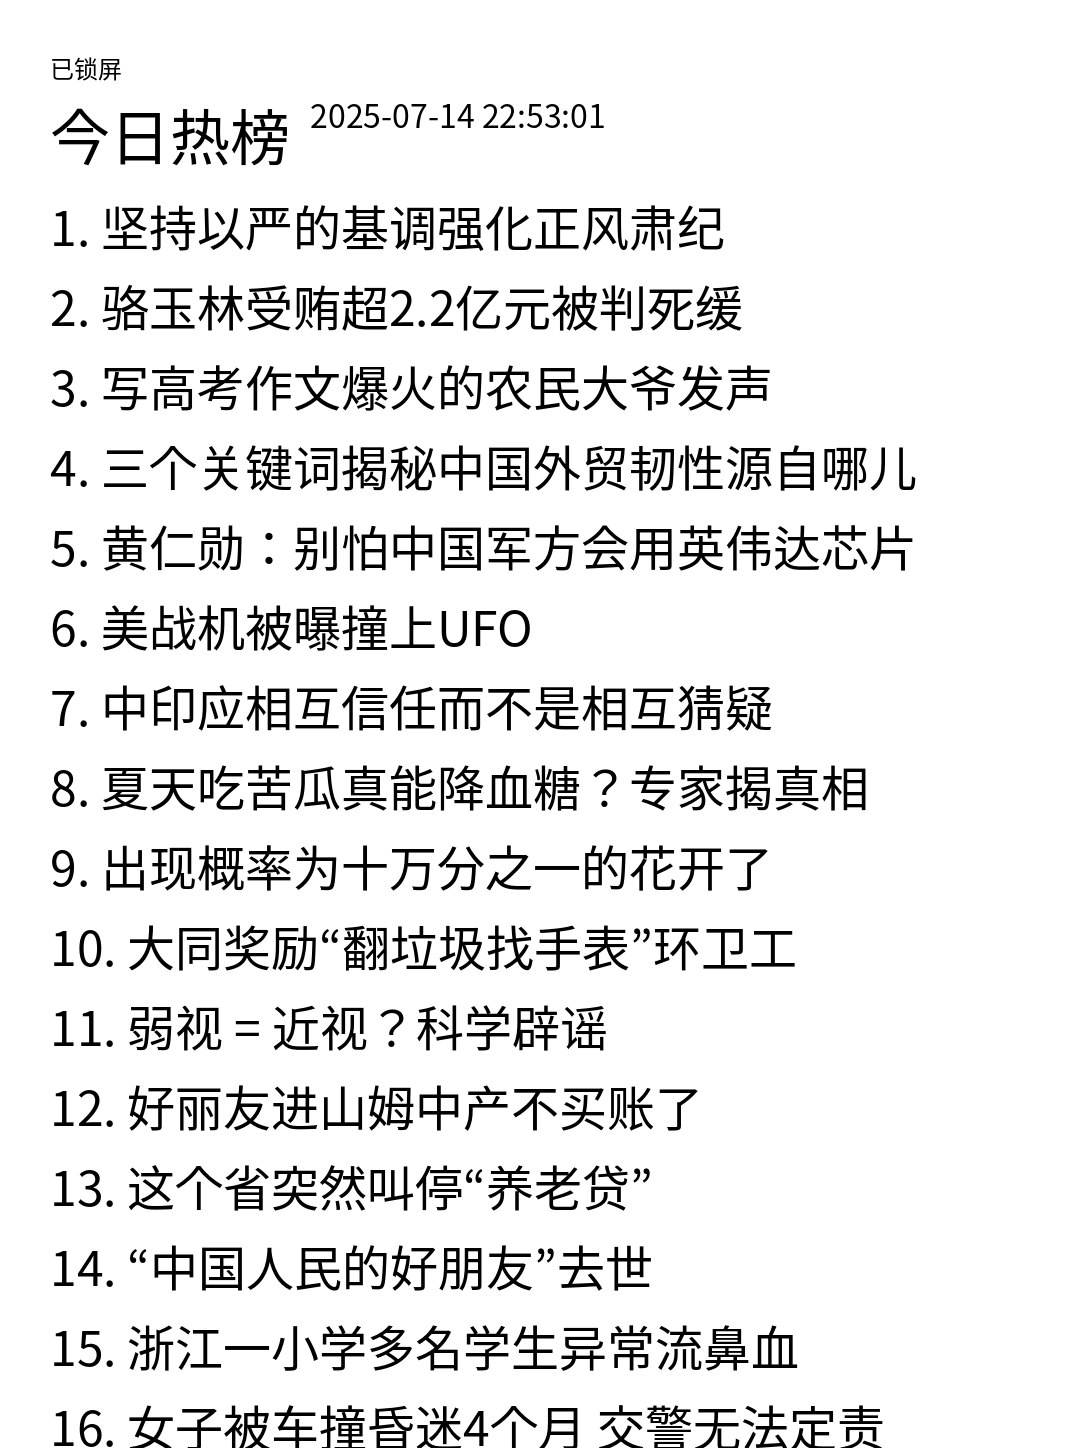 已锁屏
今日热榜 2025-07-14 22:53:01
1. 坚持以严的基调强化正风肃纪
2. 骆玉林受贿超2.2亿元被判死缓
3. 写高考作文爆火的农民大爷发声
4. 三个关键词揭秘中国外贸韧性源自哪儿
5. 黄仁勋：别怕中国军方会用英伟达芯片
6. 美战机被曝撞上UFO
7. 中印应相互信任而不是相互猜疑
8. 夏天吃苦瓜真能降血糖？专家揭真相
9. 出现概率为十万分之一的花开了
10. 大同奖励“翻垃圾找手表”环卫工
11. 弱视 = 近视？科学辟谣
12. 好丽友进山姆中产不买账了
13. 这个省突然叫停“养老贷”
14. “中国人民的好朋友”去世
15. 浙江一小学多名学生异常流鼻血
16. 女子被车撞昏迷4个月 交警无法定责